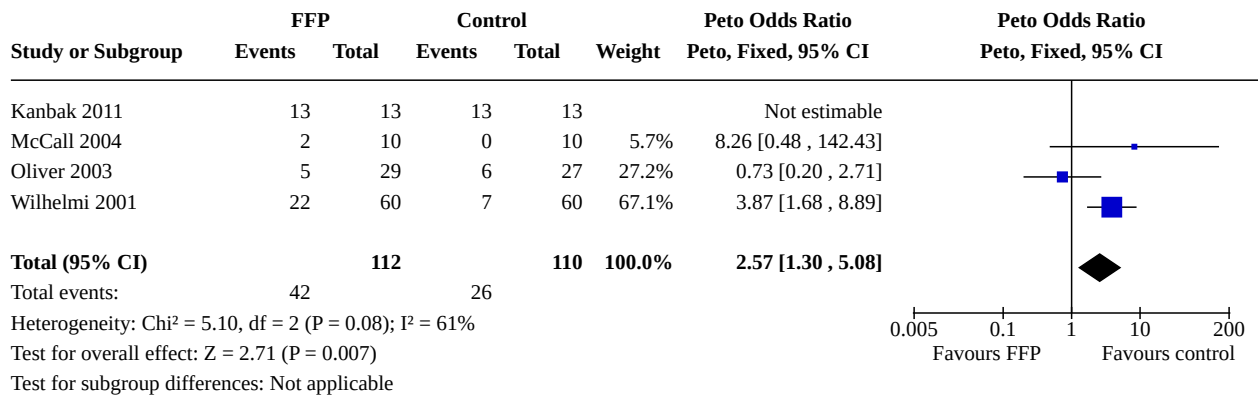 FFP Control Peto Odds Ratio Peto Odds Ratio
Study or Subgroup Events Total Events Total Weight Peto, Fixed, 95% CI Peto, Fixed, 95% CI
Kanbak 2011 13 13 13 13 Not estimable
McCall 2004 2 10 0 10 5.7% 8.26 [0.48 , 142.43]
Oliver 2003 5 29 6 27 27.2% 0.73 [0.20 , 2.71]
Wilhelmi 2001 22 60 7 60 67.1% 3.87 [1.68 , 8.89]
Total (95% CI) 112 110 100.0% 2.57 [1.30 , 5.08]
Total events: 42 26
Heterogeneity: Chi² = 5.10, df = 2 (P = 0.08); I² = 61%
0.005 0.1 1 10 200
Test for overall effect: Z = 2.71 (P = 0.007) Favours FFP Favours control
Test for subgroup differences: Not applicable